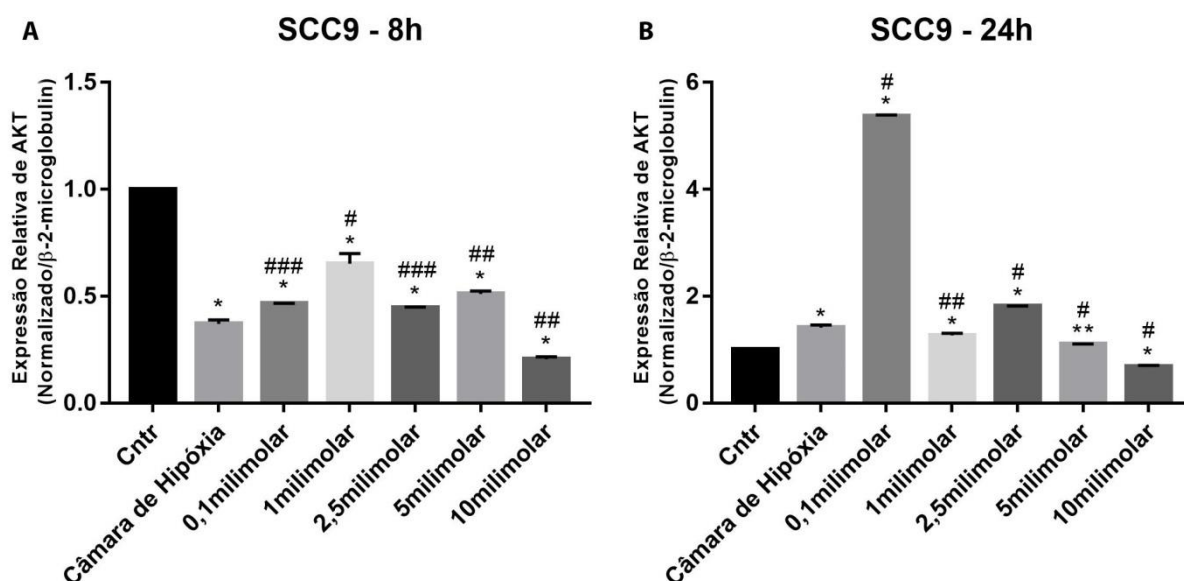 A
SCC9 - 8h
Expressão Relativa de AKT
(Normalizado/β-2-microglobulin)
1.5
1.0
0.5
0.0
*
###
*
#
*
###
*
##
*
##
*
Cntr
Câmara de Hipóxia
0,1milimolar
1milimolar
2,5milimolar
5milimolar
10milimolar
B
SCC9 - 24h
Expressão Relativa de AKT
(Normalizado/β-2-microglobulin)
6
4
2
0
*
#
*
##
*
#
*
#
**
#
*
Cntr
Câmara de Hipóxia
0,1milimolar
1milimolar
2,5milimolar
5milimolar
10milimolar